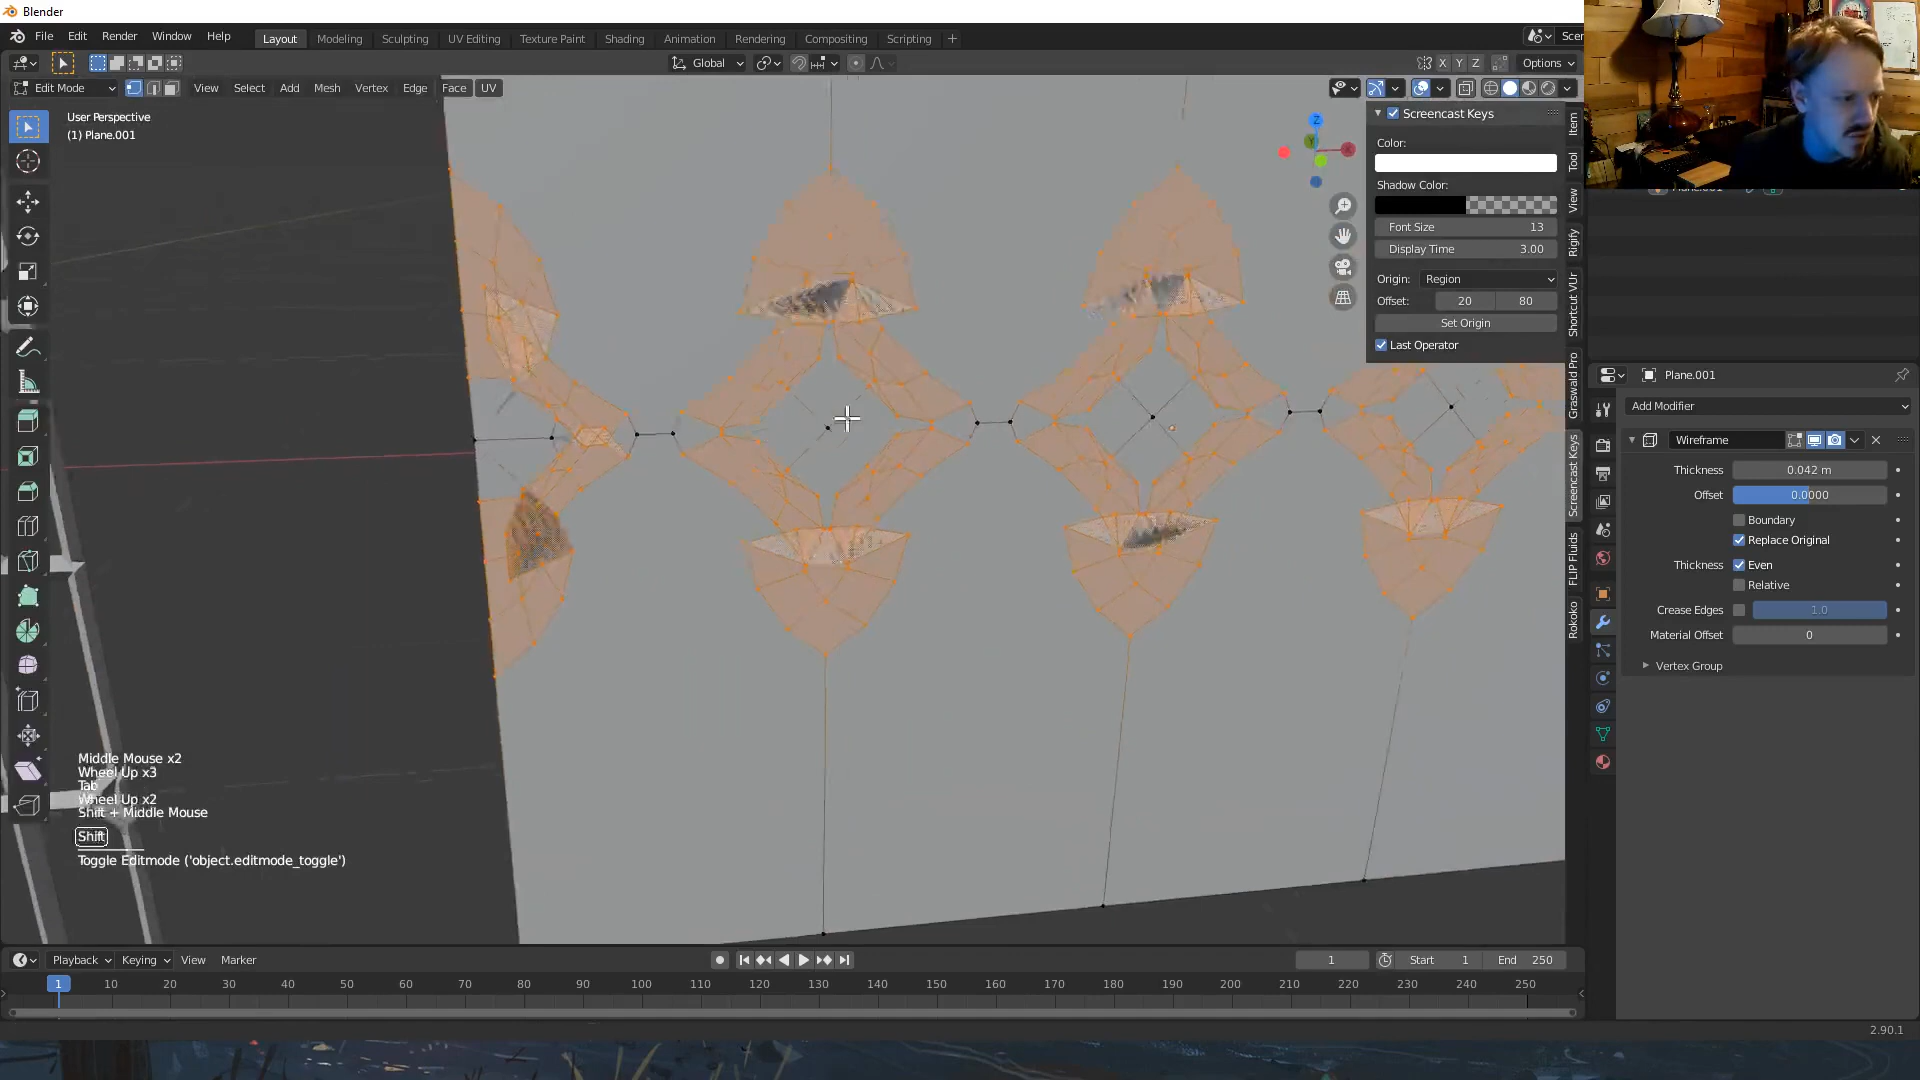 Blender
File Edit Render Window Help
Layout Modeling Sculpting UV Editing Texture Paint Shading Animation Rendering Compositing Scripting +
Scer
Global
X Y Z Options
Edit Mode View Select Add Mesh Vertex Edge Face UV
User Perspective
(1) Plane.001
Z
Y
X
Screencast Keys
Color:
Shadow Color:
Font Size 13
Display Time 3.00
Origin: Region
Offset: 20 80
Set Origin
Last Operator
Item
Tool
View
Rigify
Shortcut VUr
Graswald Pro
Screencast Keys
FLIP Fluids
Rokoko
Plane.001
Add Modifier
Wireframe
Thickness 0.042 m
Offset 0.0000
Boundary
Replace Original
Thickness Even
Relative
Crease Edges 1.0
Material Offset 0
Vertex Group
Middle Mouse x2
Wheel Up x3
Tab
Wheel Up x2
Shift + Middle Mouse
Shift
Toggle Editmode ('object.editmode_toggle')
Playback Keying View Marker
1 Start 1 End 250
1 10 20 30 40 50 60 70 80 90 100 110 120 130 140 150 160 170 180 190 200 210 220 230 240 250
2.90.1